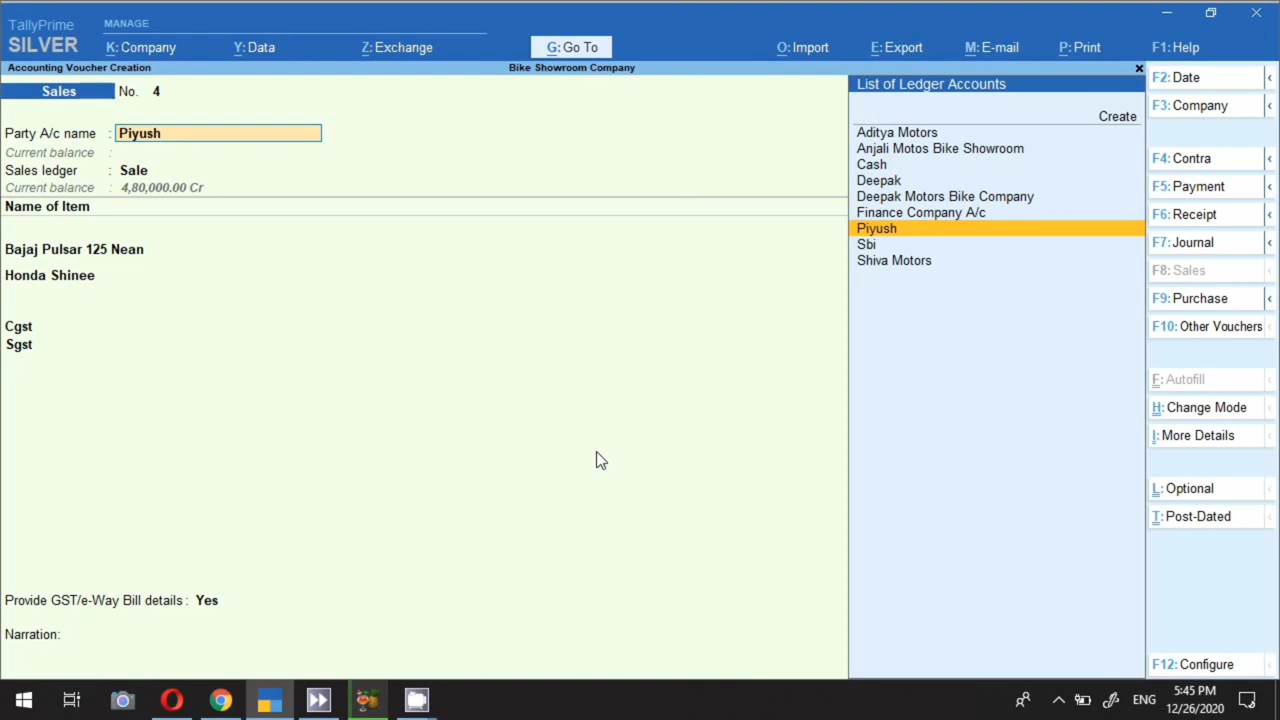 TallyPrime
SILVER
MANAGE
K: Company
Y: Data
Z: Exchange
G: Go To
O: Import
E: Export
M: E-mail
P: Print
F1: Help
Accounting Voucher Creation
Bike Showroom Company
Sales No. 4
Party A/c name : Piyush
Current balance :
Sales ledger : Sale
Current balance : 4,80,000.00 Cr
Name of Item
Bajaj Pulsar 125 Nean
Honda Shinee
Cgst
Sgst
Provide GST/e-Way Bill details : Yes
Narration:
List of Ledger Accounts
Create
Aditya Motors
Anjali Motos Bike Showroom
Cash
Deepak
Deepak Motors Bike Company
Finance Company A/c
Piyush
Sbi
Shiva Motors
F2: Date
F3: Company
F4: Contra
F5: Payment
F6: Receipt
F7: Journal
F8: Sales
F9: Purchase
F10: Other Vouchers
F: Autofill
H: Change Mode
I: More Details
L: Optional
T: Post-Dated
F12: Configure
ENG
5:45 PM
12/26/2020